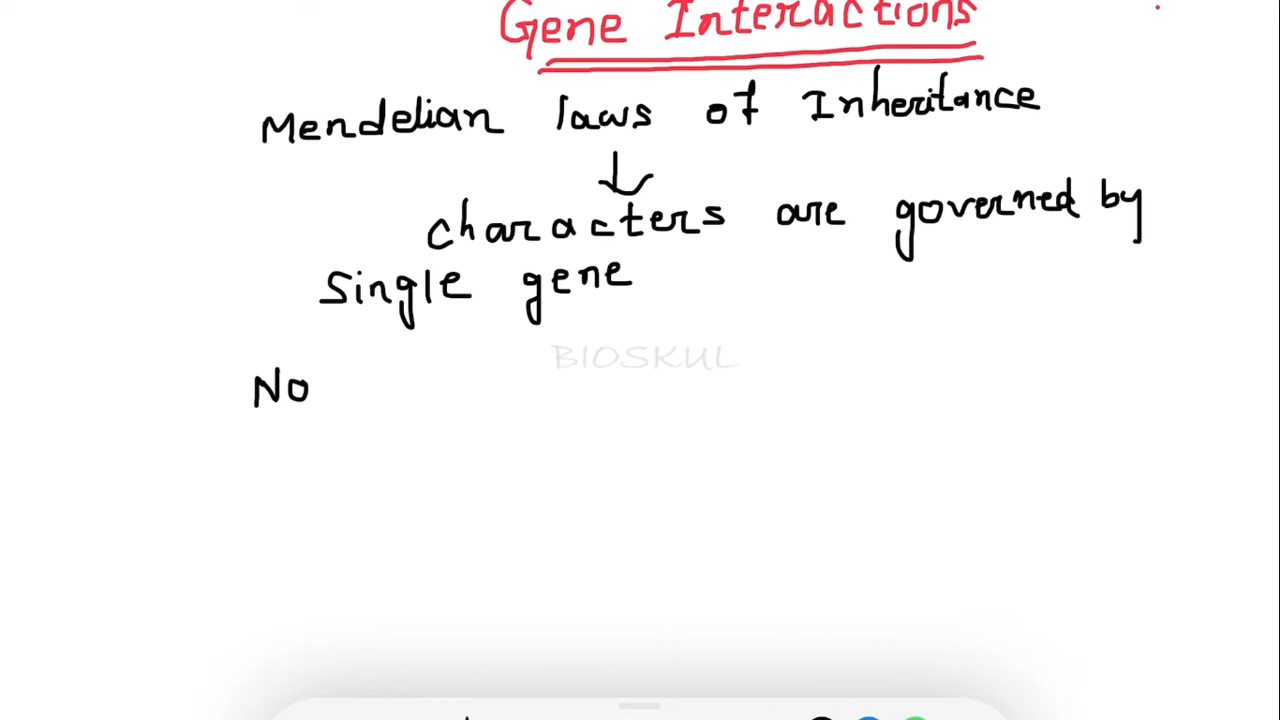 Gene Interactions
Mendelian laws of Inheritance
characters are governed by
single gene
BIOSKUL
No